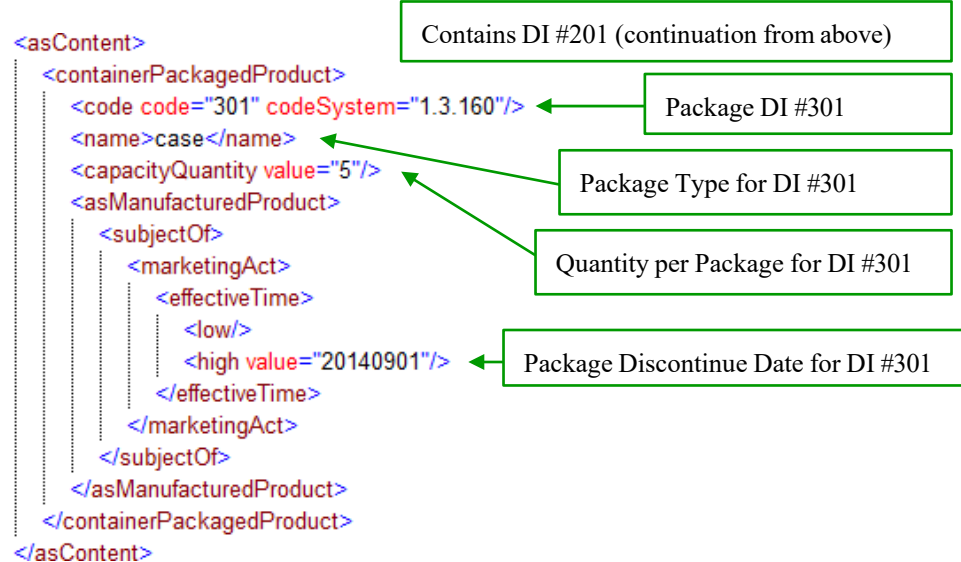 Contains DI #201 (continuation from above)
<asContent>
<containerPackagedProduct>
<code code="301" codeSystem="1.3.160"/>
Package DI #301
<name>case</name>
<capacityQuantity value="5"/>
Package Type for DI #301
<asManufacturedProduct>
<subjectOf>
<marketingAct>
Quantity per Package for DI #301
<effectiveTime>
<low/>
<high value="20140901"/>
Package Discontinue Date for DI #301
</effectiveTime>
</marketingAct>
</subjectOf>
</asManufacturedProduct>
</containerPackagedProduct>
</asContent>